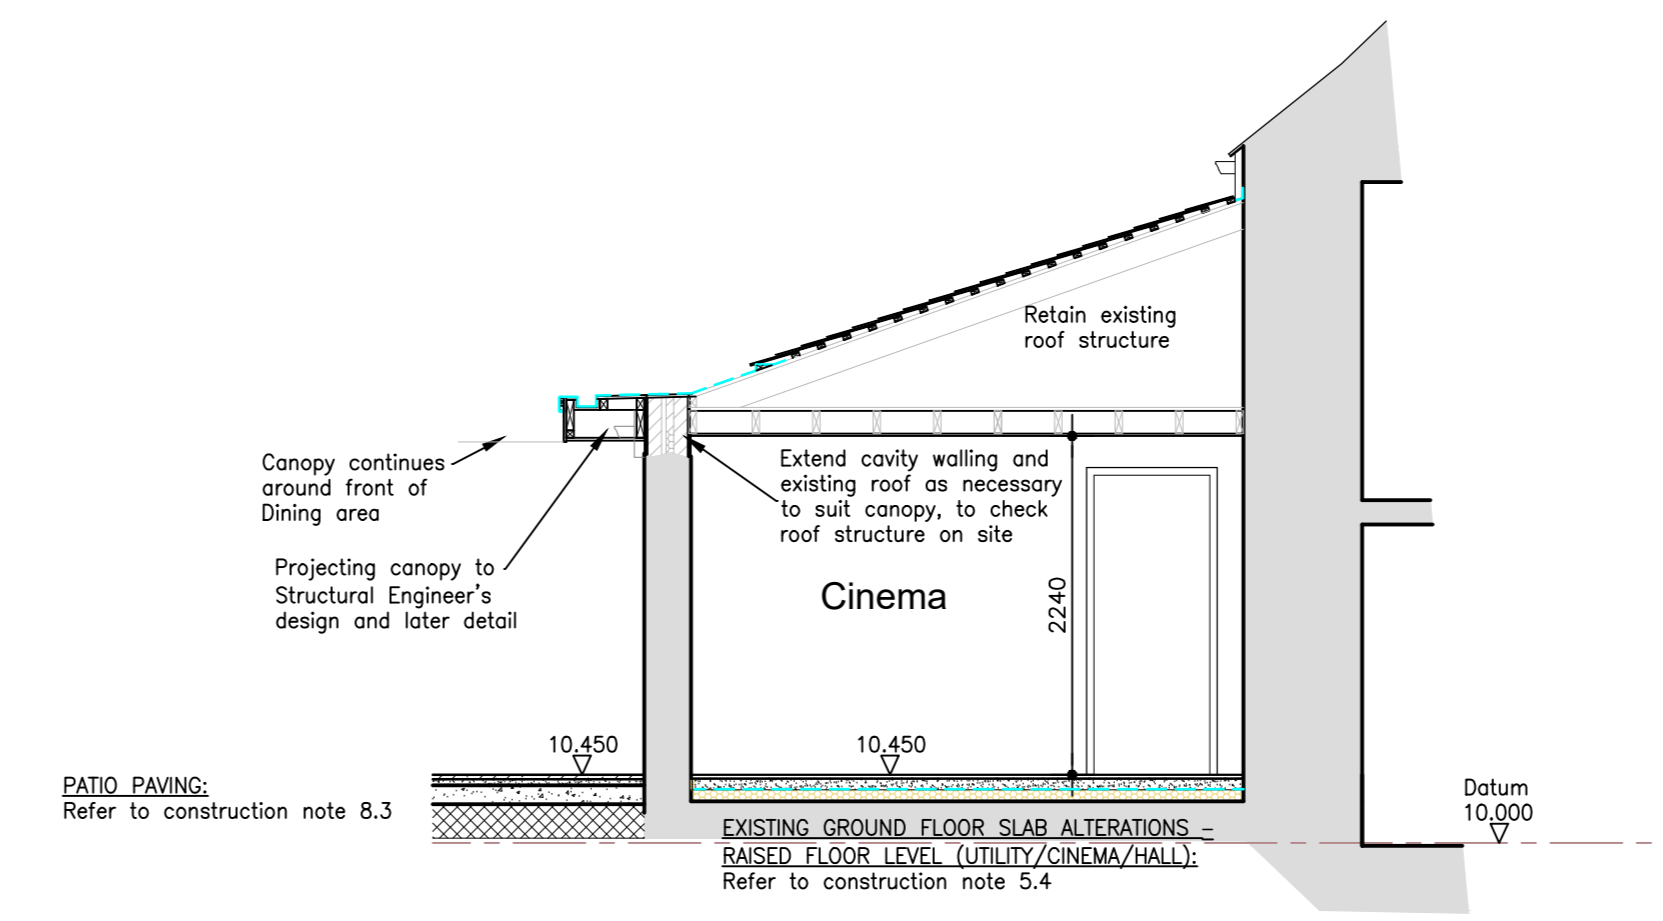 Retain existing
roof structure
Canopy continues
around front of
Dining area
Extend cavity walling and
existing roof as necessary
to suit canopy, to check
roof structure on site
Projecting canopy to
Structural Engineer's
design and later detail
Cinema
2240
10.450
10.450
PATIO PAVING:
Refer to construction note 8.3
Datum
10.000
EXISTING GROUND FLOOR SLAB ALTERATIONS –
RAISED FLOOR LEVEL (UTILITY/CINEMA/HALL):
Refer to construction note 5.4